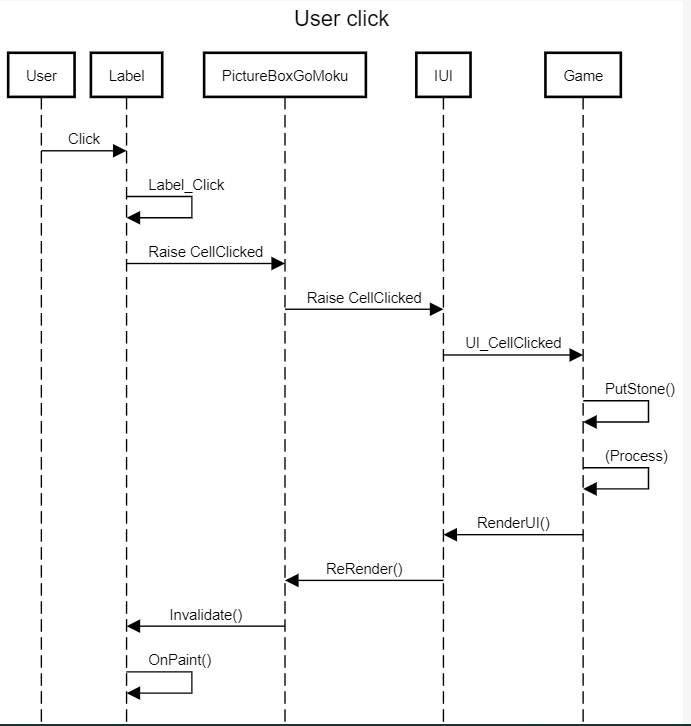 User click
User
Label
PictureBoxGoMoku
IUI
Game
Click
Label_Click
Raise CellClicked
Raise CellClicked
UI_CellClicked
PutStone()
(Process)
RenderUI()
ReRender()
Invalidate()
OnPaint()